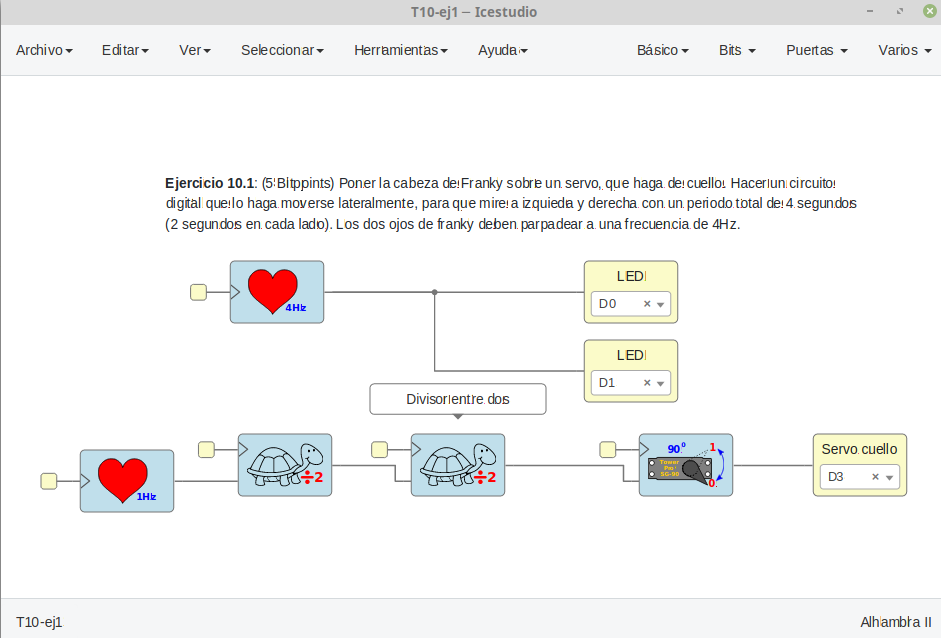 T10-ej1 — Icestudio
Archivo Editar Ver Seleccionar Herramientas Ayuda Básico Bits Puertas Varios
Ejercicio 10.1: (5 Bitppints) Poner la cabeza de Franky sobre un servo, que haga de cuello. Hacer un circuito
digital que lo haga moverse lateralmente, para que mire a izquieda y derecha con un periodo total de 4 segundos
(2 segundos en cada lado). Los dos ojos de franky deben parpadear a una frecuencia de 4Hz.
4Hz
LED
D0
LED
D1
Divisor entre dos
1Hz
÷2
÷2
90º 1
Tower
Pro
SG-90
0
Servo cuello
D3
T10-ej1 Alhambra II